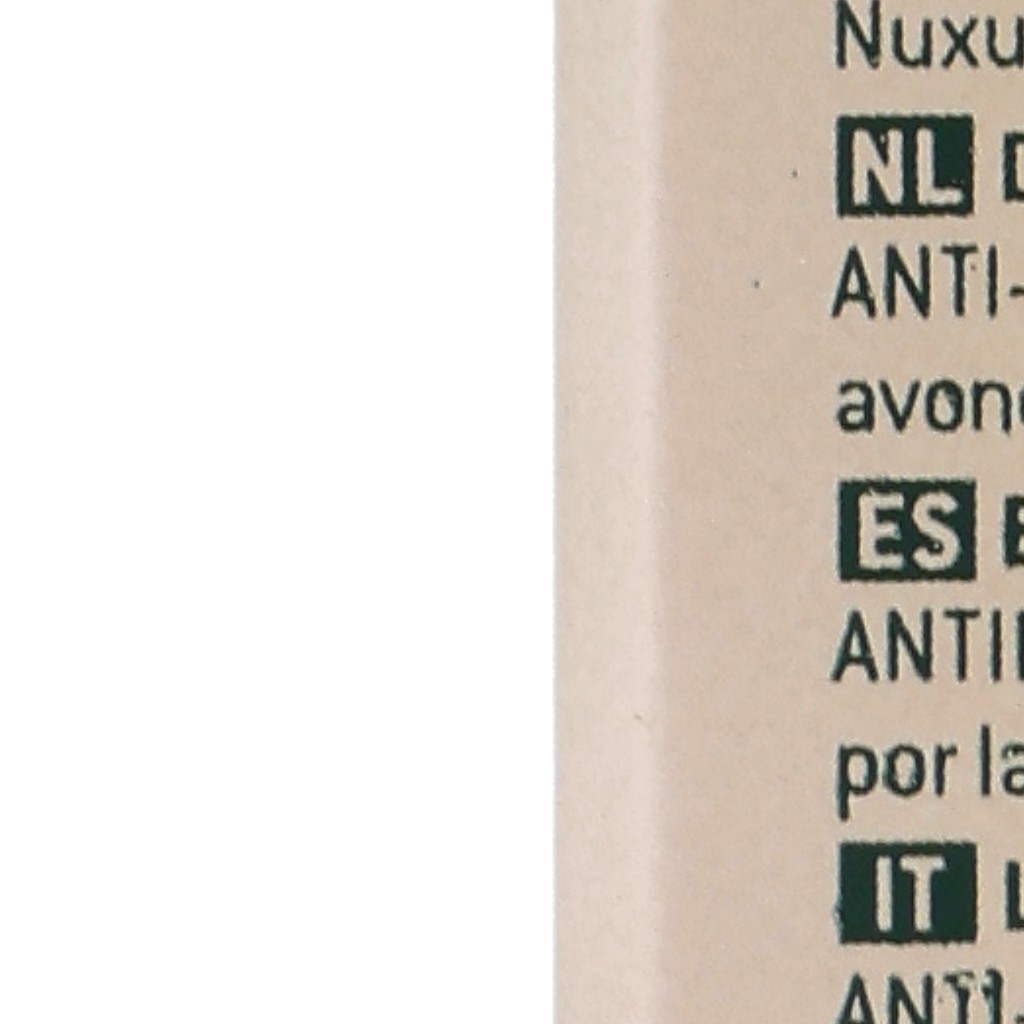 Nuxu
NL D
ANTI-
avon
ES E
ANTI
por la
IT L
ANTI-